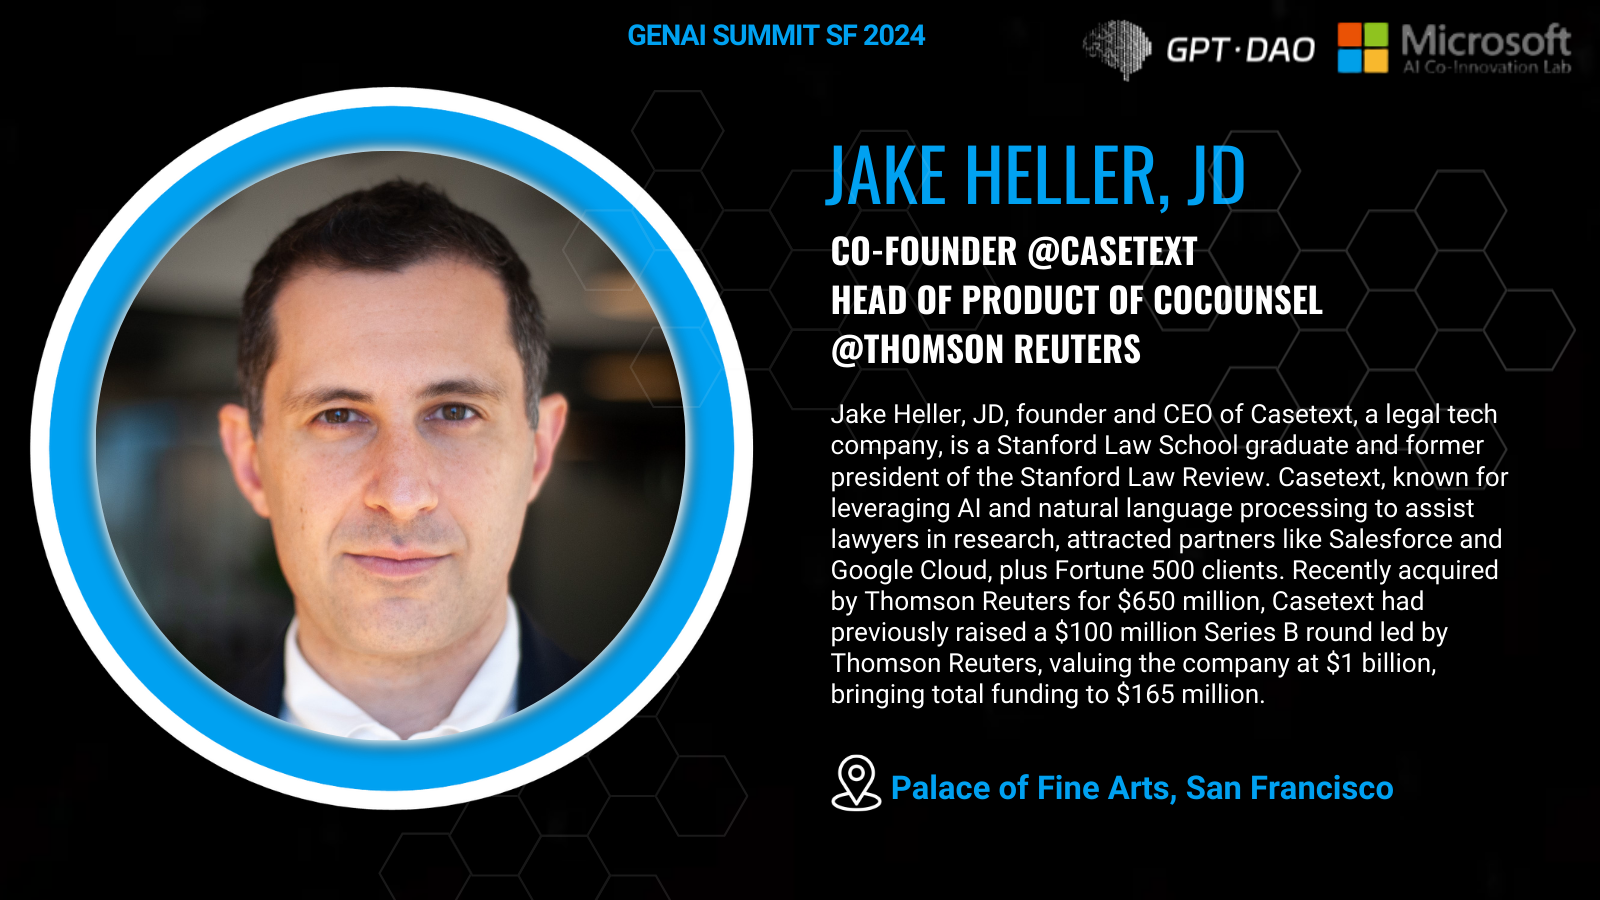 GENAI SUMMIT SF 2024
GPT·DAO
Microsoft
AI Co-Innovation Lab
JAKE HELLER, JD
CO-FOUNDER @CASETEXT
HEAD OF PRODUCT OF COCOUNSEL
@THOMSON REUTERS
Jake Heller, JD, founder and CEO of Casetext, a legal tech
company, is a Stanford Law School graduate and former
president of the Stanford Law Review. Casetext, known for
leveraging AI and natural language processing to assist
lawyers in research, attracted partners like Salesforce and
Google Cloud, plus Fortune 500 clients. Recently acquired
by Thomson Reuters for $650 million, Casetext had
previously raised a $100 million Series B round led by
Thomson Reuters, valuing the company at $1 billion,
bringing total funding to $165 million.
Palace of Fine Arts, San Francisco